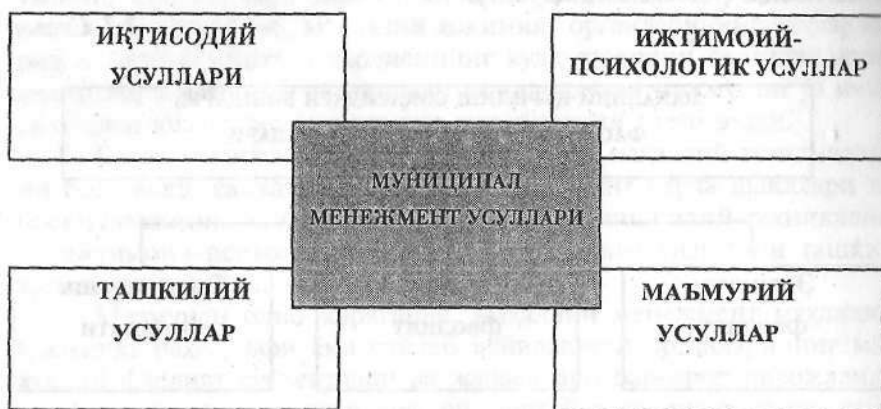 ИҚТИСОДИЙ
УСУЛЛАРИ
ИЖТИМОИЙ-
ПСИХОЛОГИК УСУЛЛАР
МУНИЦИПАЛ
МЕНЕЖМЕНТ УСУЛЛАРИ
ТАШКИЛИЙ
УСУЛЛАР
МАЪМУРИЙ
УСУЛЛАР